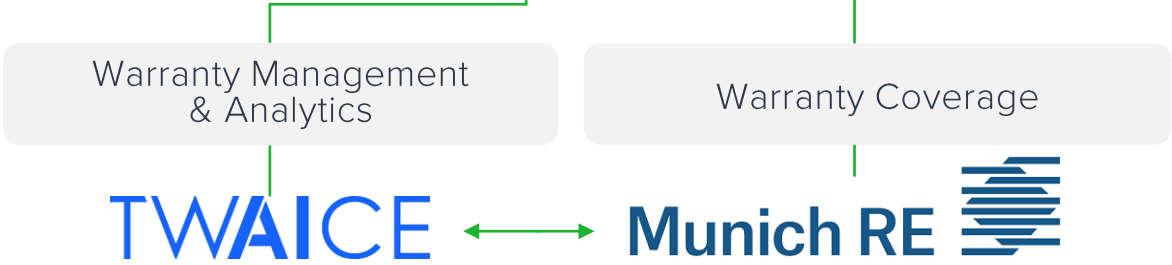 Warranty Management
& Analytics
Warranty Coverage
TWAICE
Munich RE